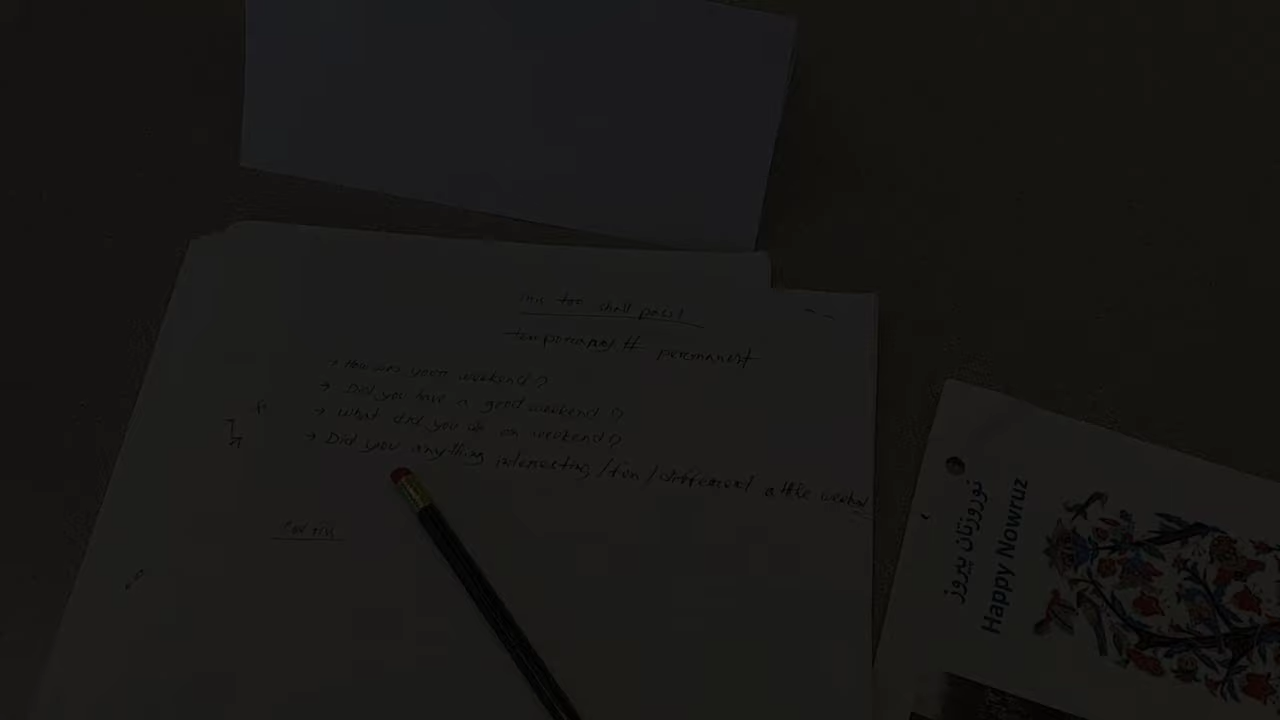 This too shall pass!
temporary # permanent
→ How was your weekend?
→ Did you have a good weekend?
→ What did you do on weekend?
→ Did you anything interesting / fun / different at the
نوروزتان پیروز
Happy Nowruz